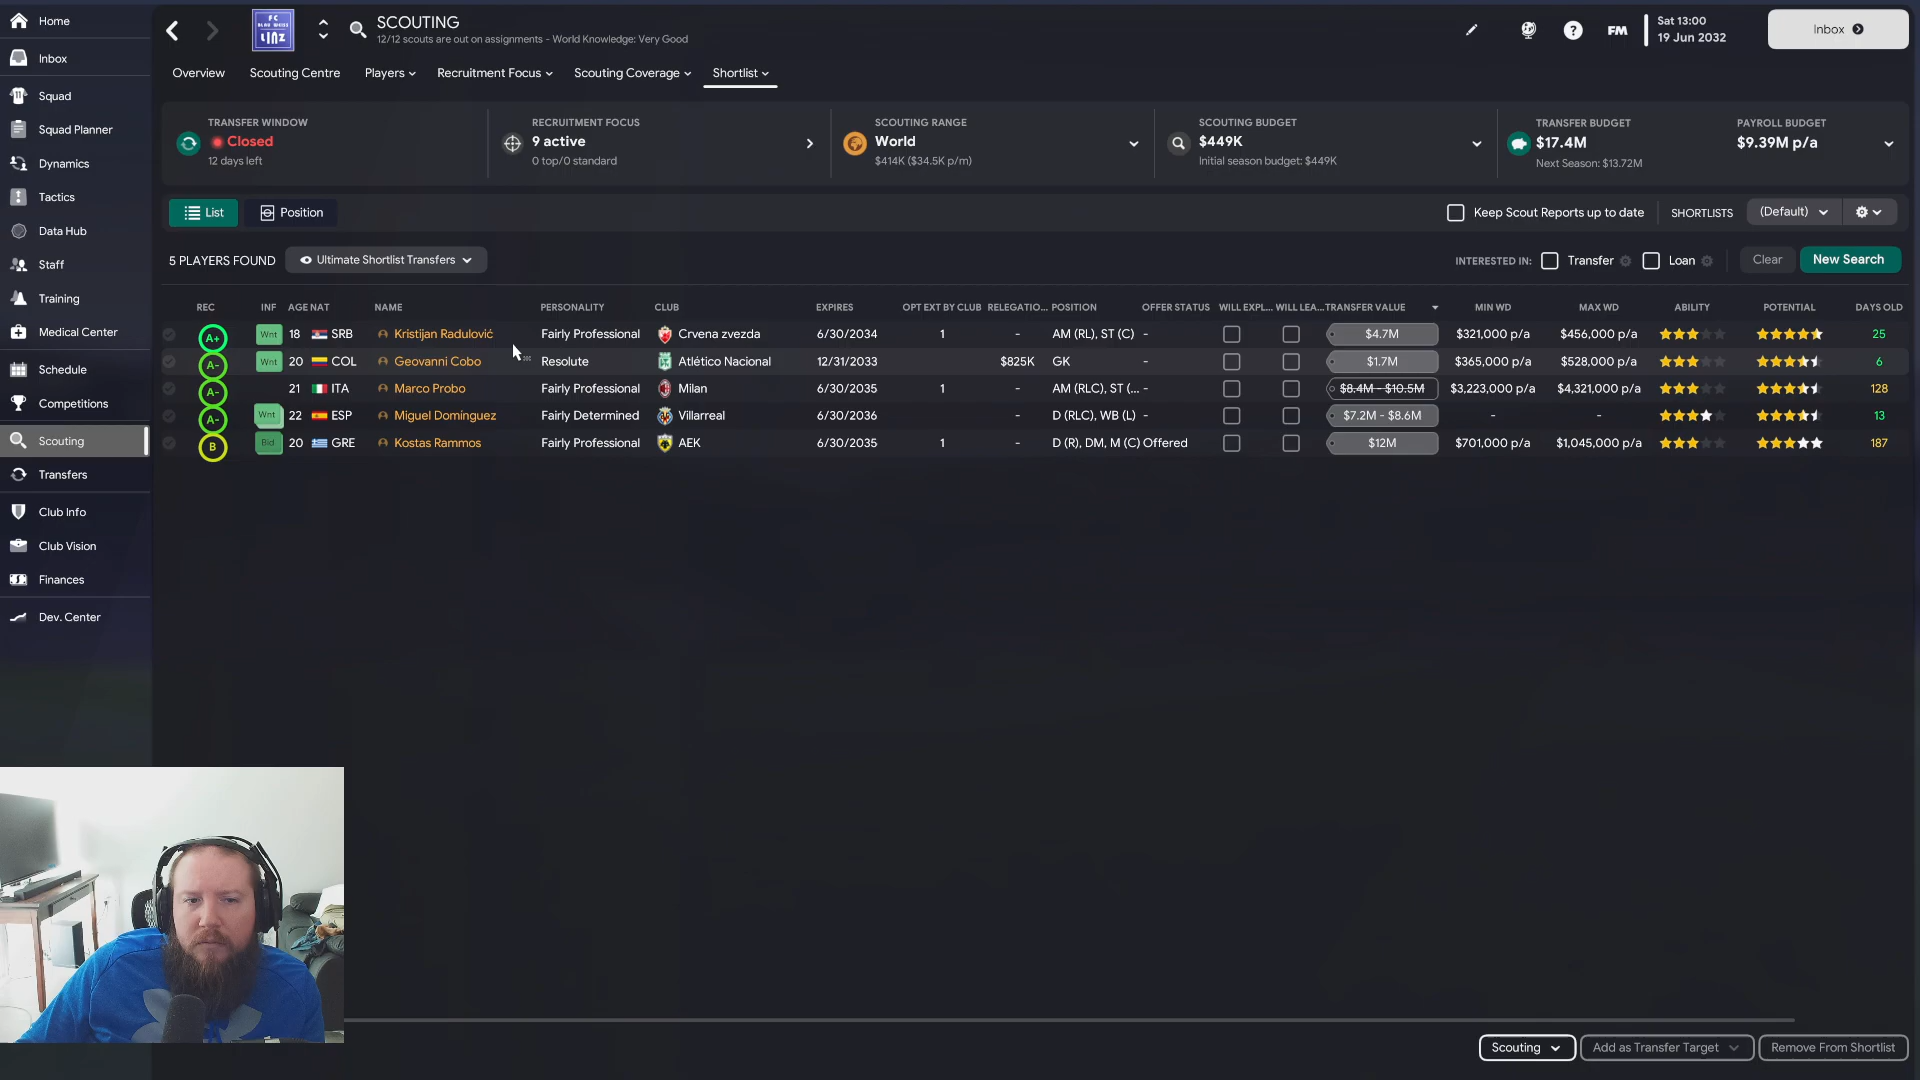 Home
Inbox
Squad
Squad Planner
Dynamics
Tactics
Data Hub
Staff
Training
Medical Center
Schedule
Competitions
Scouting
Transfers
Club Info
Club Vision
Finances
Dev. Center
FC
BLAU WEISS
LINZ
SCOUTING
12/12 scouts are out on assignments - World Knowledge: Very Good
FM
Sat 13:00
19 Jun 2032
Inbox
Overview Scouting Centre Players Recruitment Focus Scouting Coverage Shortlist
TRANSFER WINDOW
Closed
12 days left
RECRUITMENT FOCUS
9 active
0 top/0 standard
SCOUTING RANGE
World
$414K ($34.5K p/m)
SCOUTING BUDGET
$449K
Initial season budget: $449K
TRANSFER BUDGET
$17.4M
Next Season: $13.72M
PAYROLL BUDGET
$9.39M p/a
List Position Keep Scout Reports up to date SHORTLISTS (Default)
5 PLAYERS FOUND Ultimate Shortlist Transfers INTERESTED IN: Transfer Loan Clear New Search
REC INF AGE NAT NAME PERSONALITY CLUB EXPIRES OPT EXT BY CLUB RELEGATIO... POSITION OFFER STATUS WILL EXPL... WILL LEA... TRANSFER VALUE MIN WD MAX WD ABILITY POTENTIAL DAYS OLD
A+ Wnt 18 SRB Kristijan Radulović Fairly Professional Crvena zvezda 6/30/2034 1 - AM (RL), ST (C) - $4.7M $321,000 p/a $456,000 p/a 25
A- Wnt 20 COL Geovanni Cobo Resolute Atlético Nacional 12/31/2033 $825K GK - $1.7M $365,000 p/a $528,000 p/a 6
A- 21 ITA Marco Probo Fairly Professional Milan 6/30/2035 1 - AM (RLC), ST (... - $8.4M - $10.5M $3,223,000 p/a $4,321,000 p/a 128
A- Wnt 22 ESP Miguel Domínguez Fairly Determined Villarreal 6/30/2036 - D (RLC), WB (L) - $7.2M - $8.6M - - 13
B Bid 20 GRE Kostas Rammos Fairly Professional AEK 6/30/2035 1 - D (R), DM, M (C) Offered $12M $701,000 p/a $1,045,000 p/a 187
Scouting Add as Transfer Target Remove From Shortlist